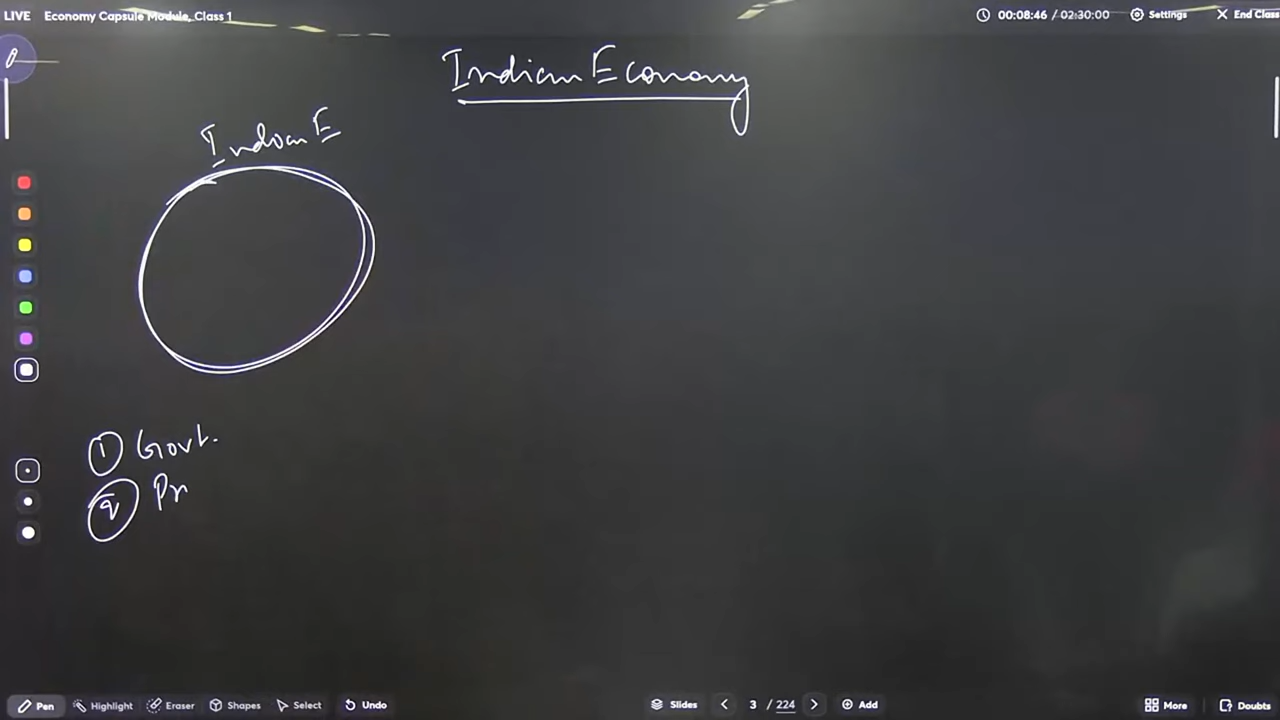 LIVE Economy Capsule Module, Class 1
00:08:46 / 02:30:00 Settings End Class
Indian Economy
Indian E
① Govt.
② Pr
Pen Highlight Eraser Shapes Select Undo
Slides 3 / 224 Add
More Doubts